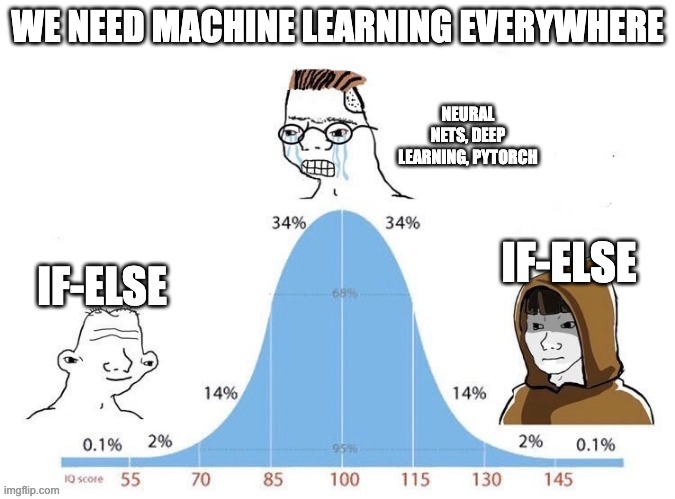 WE NEED MACHINE LEARNING EVERYWHERE
NEURAL
NETS, DEEP
LEARNING, PYTORCH
34% 34%
IF-ELSE
IF-ELSE
68%
14% 14%
0.1% 2% 95% 2% 0.1%
IQ score 55 70 85 100 115 130 145
imgflip.com